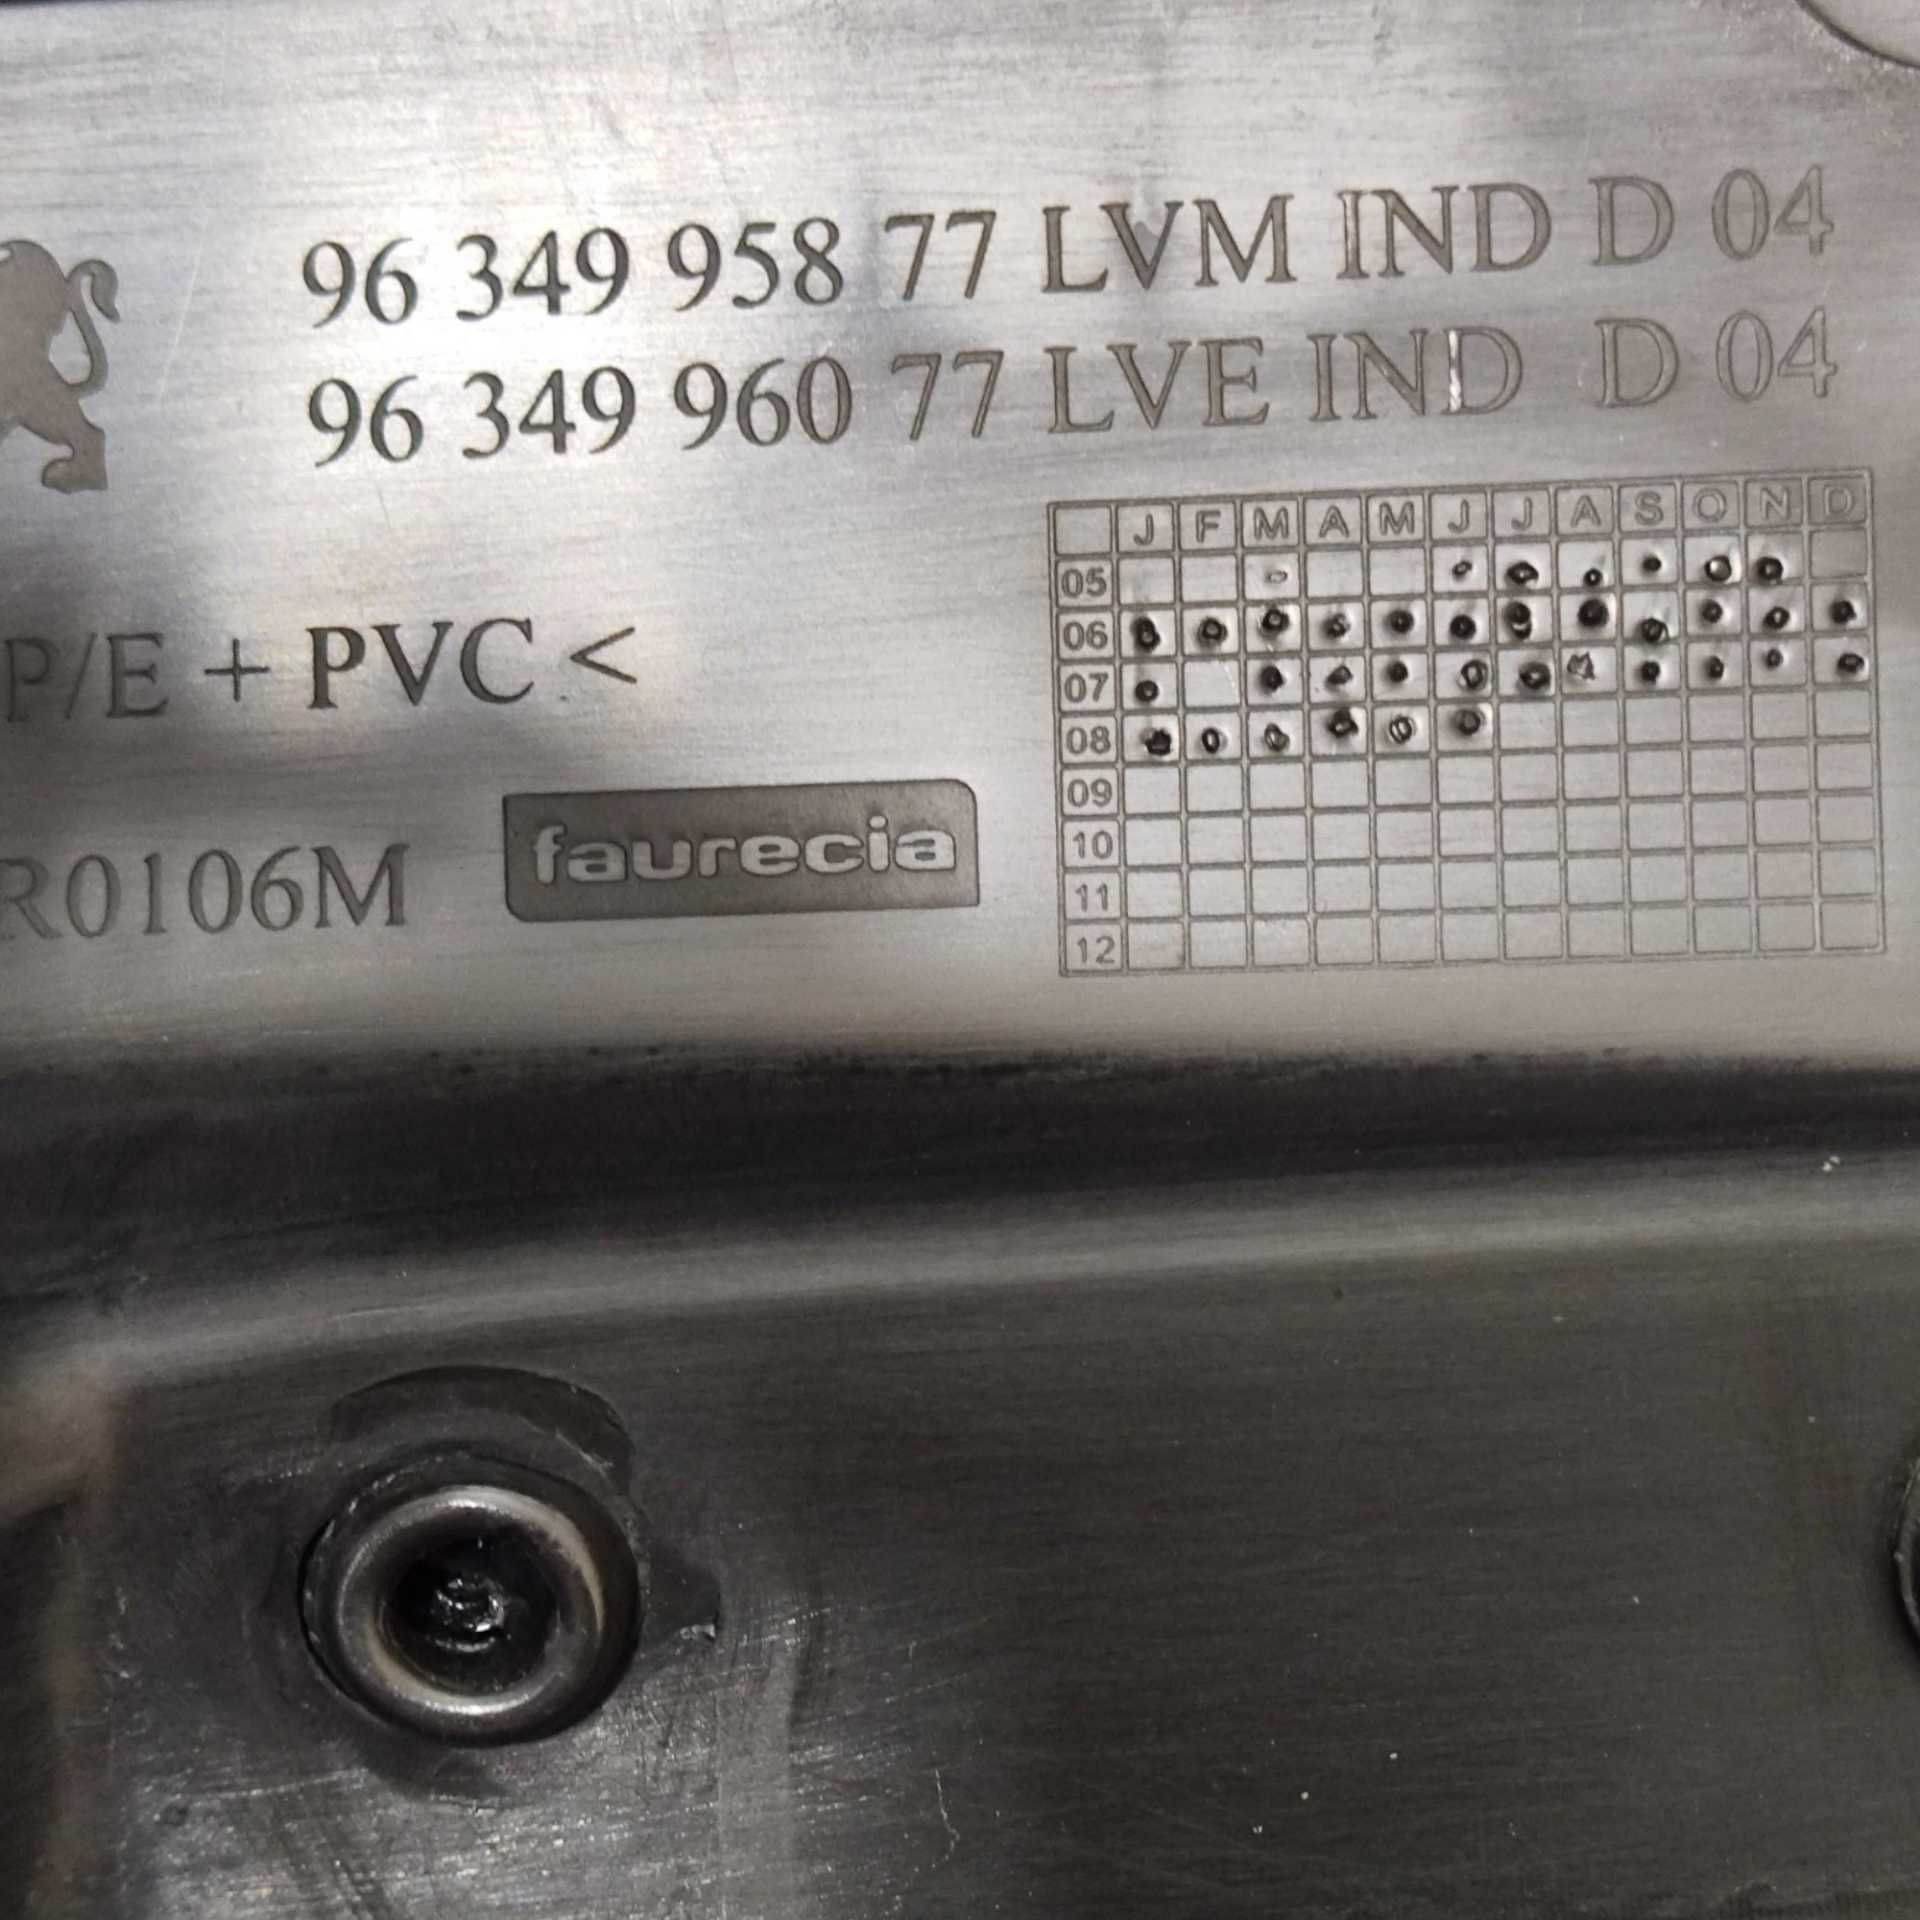 96 349 958 77 LVM IND D 04
96 349 960 77 LVE IND D 04
J F M A M J J A S O N D
05
06
P/E + PVC <
07
08
09
faurecia
R0106M
10
11
12